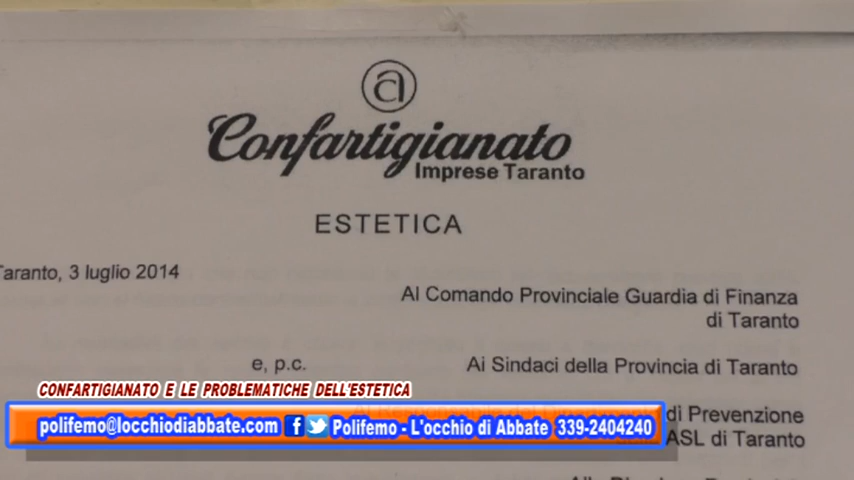 a
Confartigianato
Imprese Taranto
ESTETICA
Taranto, 3 luglio 2014
Al Comando Provinciale Guardia di Finanza
di Taranto
e, p.c.
Ai Sindaci della Provincia di Taranto
CONFARTIGIANATO E LE PROBLEMATICHE DELL'ESTETICA
di Prevenzione
polifemo@locchiodiabbate.com f Polifemo - L'occhio di Abbate 339-2404240
ASL di Taranto